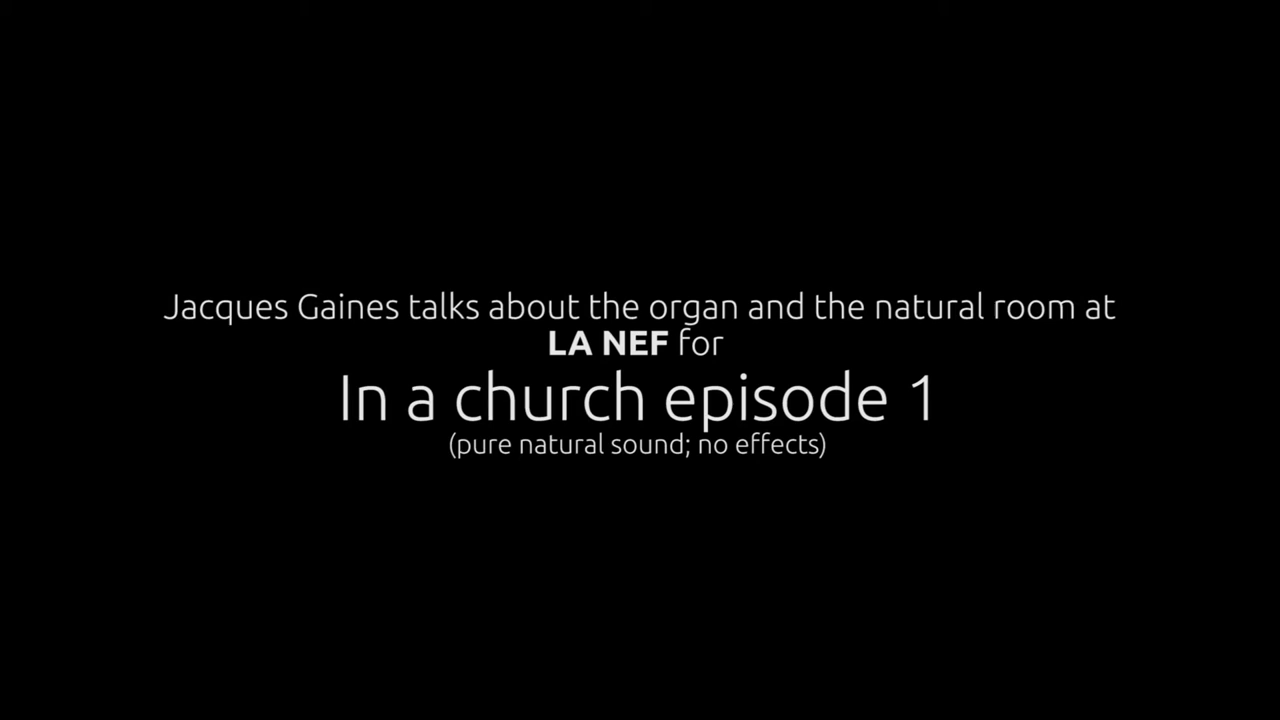 Jacques Gaines talks about the organ and the natural room at
LA NEF for
In a church episode 1
(pure natural sound; no effects)